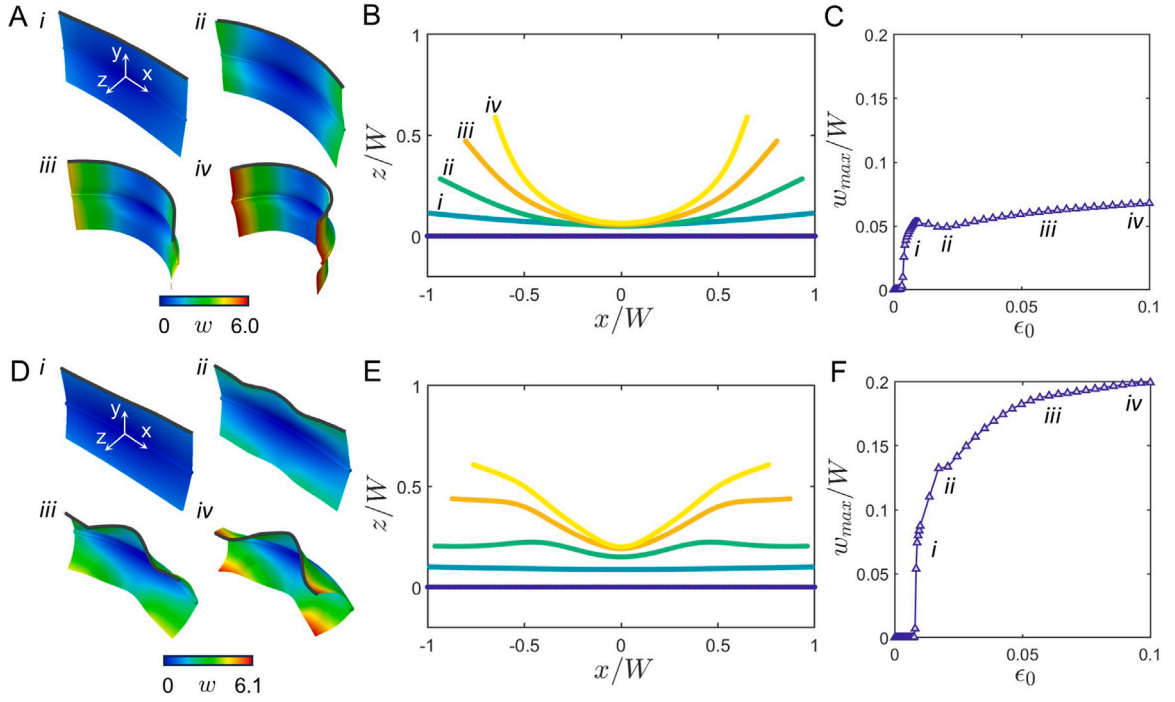 A
i
ii
y
z
x
iii
iv
0 w 6.0
B
1
0.5
0
z/W
iv
iii
ii
i
-1 -0.5 0 0.5 1
x/W
C
0.2
0.15
0.1
0.05
0
w_max/W
i ii iii iv
0 0.05 0.1
ϵ₀
D
i
ii
y
z
x
iii
iv
0 w 6.1
E
1
0.5
0
z/W
-1 -0.5 0 0.5 1
x/W
F
0.2
0.15
0.1
0.05
0
w_max/W
i
ii
iii
iv
0 0.05 0.1
ϵ₀